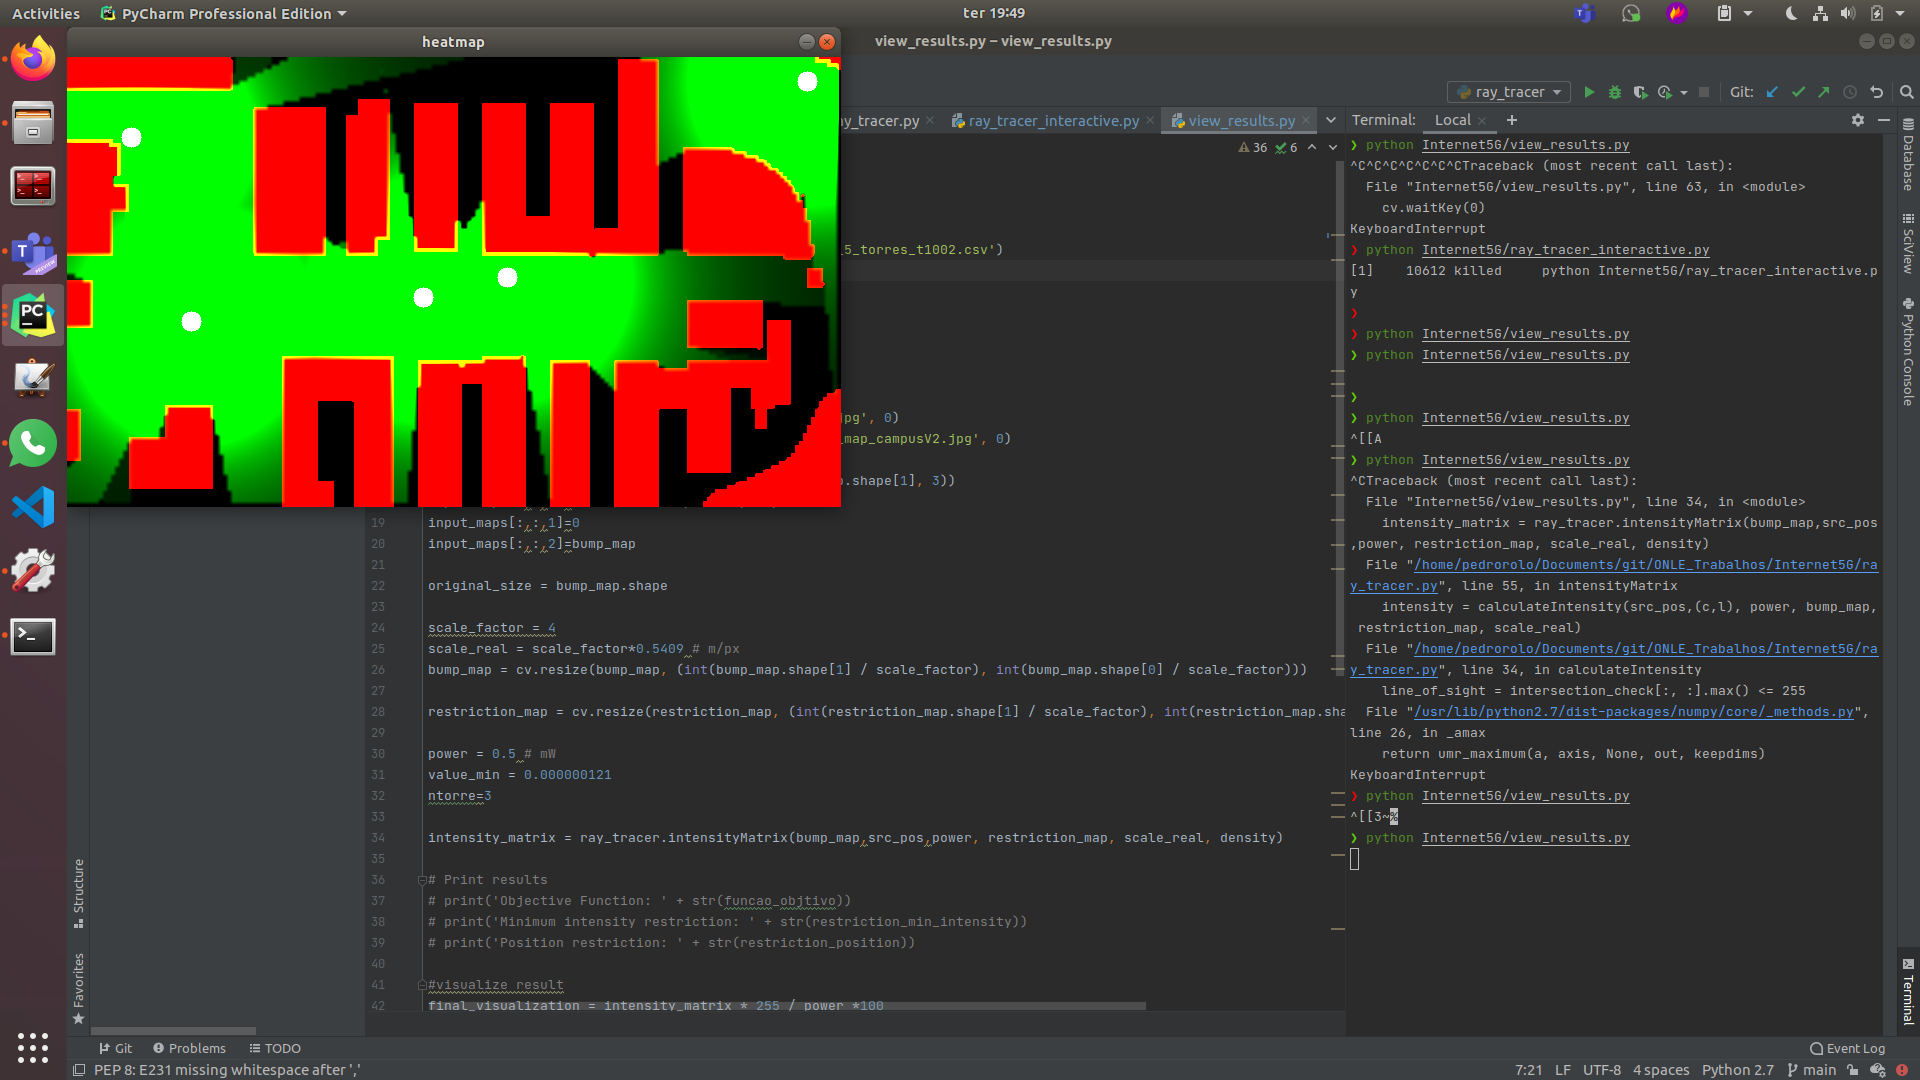 Activities
PyCharm Professional Edition
ter 19:49
heatmap
view_results.py – view_results.py
ray_tracer
Git:
y_tracer.py
ray_tracer_interactive.py
view_results.py
Terminal:
Local
36
6
_5_torres_t1002.csv')
jpg', 0)
_map_campusV2.jpg', 0)
.shape[1], 3))
19 input_maps[:,:,1]=0
20 input_maps[:,:,2]=bump_map
21
22 original_size = bump_map.shape
23
24 scale_factor = 4
25 scale_real = scale_factor*0.5409 # m/px
26 bump_map = cv.resize(bump_map, (int(bump_map.shape[1] / scale_factor), int(bump_map.shape[0] / scale_factor)))
27
28 restriction_map = cv.resize(restriction_map, (int(restriction_map.shape[1] / scale_factor), int(restriction_map.sha
29
30 power = 0.5 # mW
31 value_min = 0.000000121
32 ntorre=3
33
34 intensity_matrix = ray_tracer.intensityMatrix(bump_map,src_pos,power, restriction_map, scale_real, density)
35
36 # Print results
37 # print('Objective Function: ' + str(funcao_objtivo))
38 # print('Minimum intensity restriction: ' + str(restriction_min_intensity))
39 # print('Position restriction: ' + str(restriction_position))
40
41 #visualize result
42 final_visualization = intensity_matrix * 255 / power *100
❯ python Internet5G/view_results.py
^C^C^C^C^C^C^CTraceback (most recent call last):
File "Internet5G/view_results.py", line 63, in <module>
cv.waitKey(0)
KeyboardInterrupt
❯ python Internet5G/ray_tracer_interactive.py
[1]    10612 killed     python Internet5G/ray_tracer_interactive.p
y
❯
❯ python Internet5G/view_results.py
❯ python Internet5G/view_results.py
❯
❯ python Internet5G/view_results.py
^[[A
❯ python Internet5G/view_results.py
^CTraceback (most recent call last):
File "Internet5G/view_results.py", line 34, in <module>
intensity_matrix = ray_tracer.intensityMatrix(bump_map,src_pos
,power, restriction_map, scale_real, density)
File "/home/pedrorolo/Documents/git/ONLE_Trabalhos/Internet5G/ra
y_tracer.py", line 55, in intensityMatrix
intensity = calculateIntensity(src_pos,(c,l), power, bump_map,
restriction_map, scale_real)
File "/home/pedrorolo/Documents/git/ONLE_Trabalhos/Internet5G/ra
y_tracer.py", line 34, in calculateIntensity
line_of_sight = intersection_check[:, :].max() <= 255
File "/usr/lib/python2.7/dist-packages/numpy/core/_methods.py",
line 26, in _amax
return umr_maximum(a, axis, None, out, keepdims)
KeyboardInterrupt
❯ python Internet5G/view_results.py
^[[3~%
❯ python Internet5G/view_results.py
Database
SciView
Python Console
Terminal
Structure
Favorites
Git
Problems
TODO
Event Log
PEP 8: E231 missing whitespace after ','
7:21
LF
UTF-8
4 spaces
Python 2.7
main